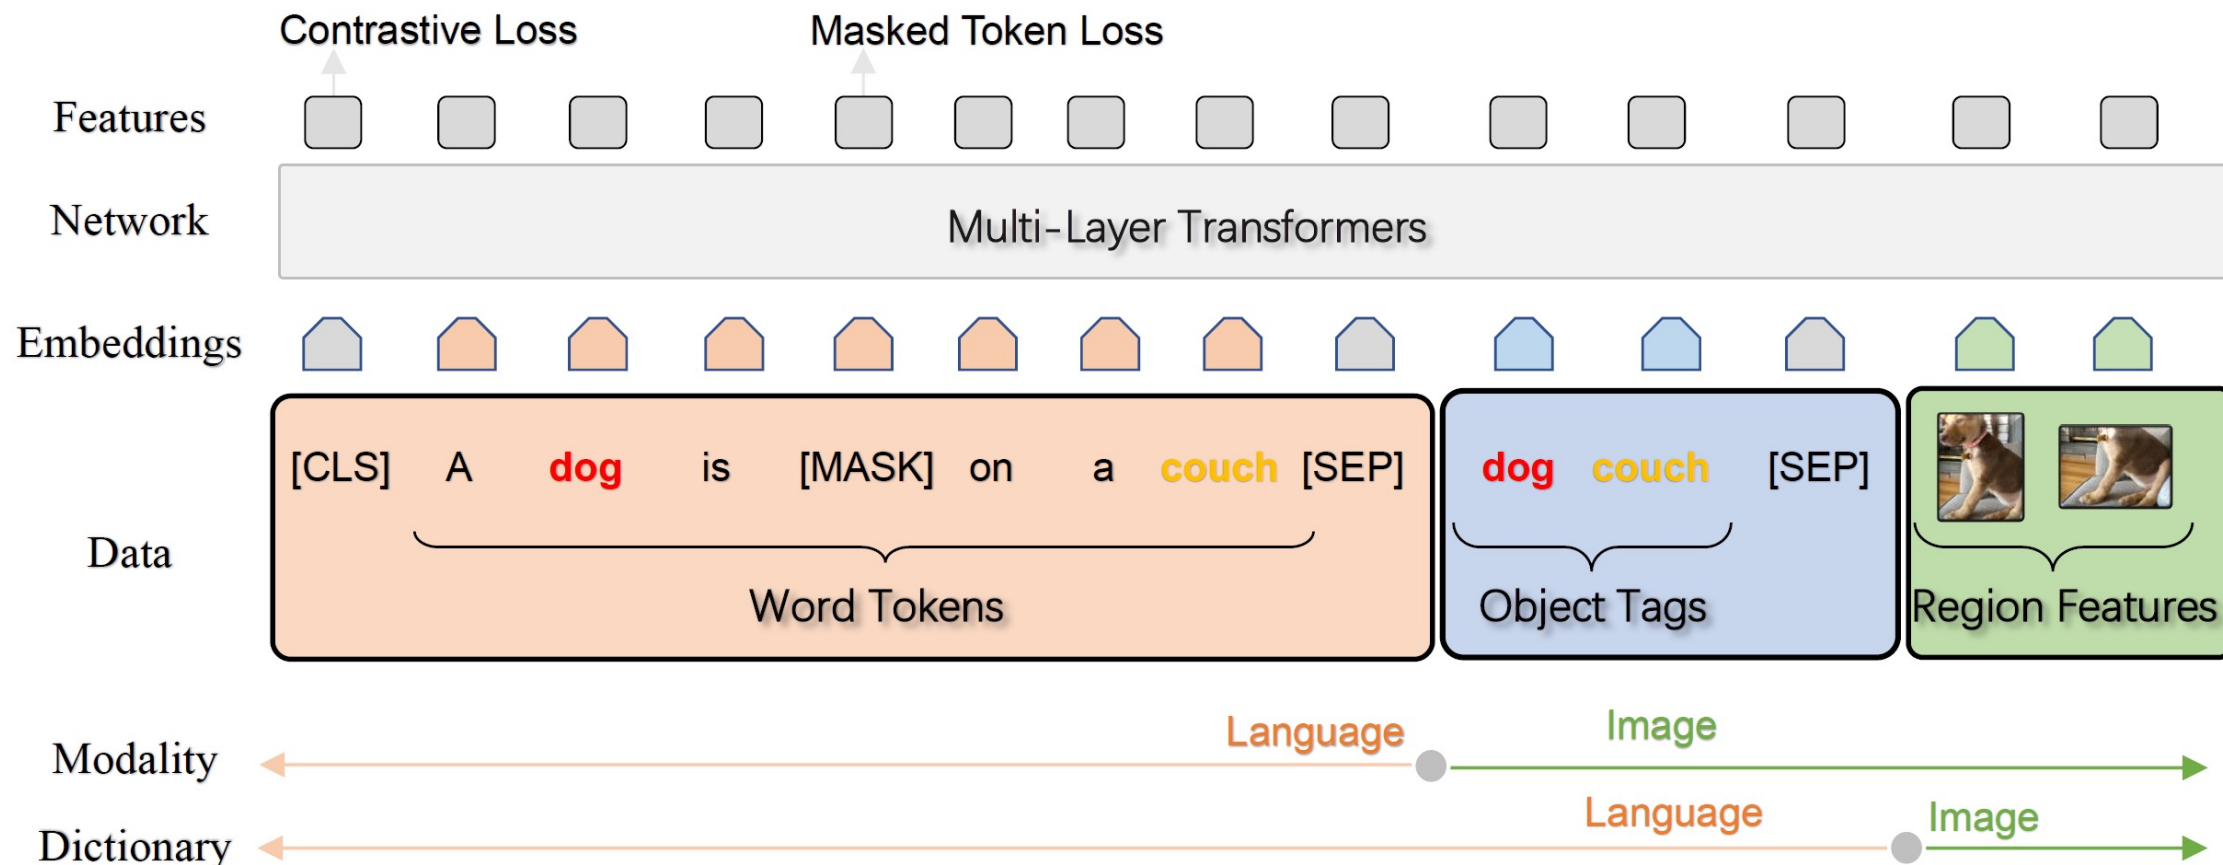 Contrastive Loss Masked Token Loss
Features
Network Multi-Layer Transformers
Embeddings
[CLS] A dog is [MASK] on a couch [SEP] dog couch [SEP]
Data
Word Tokens Object Tags Region Features
Modality Language Image
Dictionary Language Image